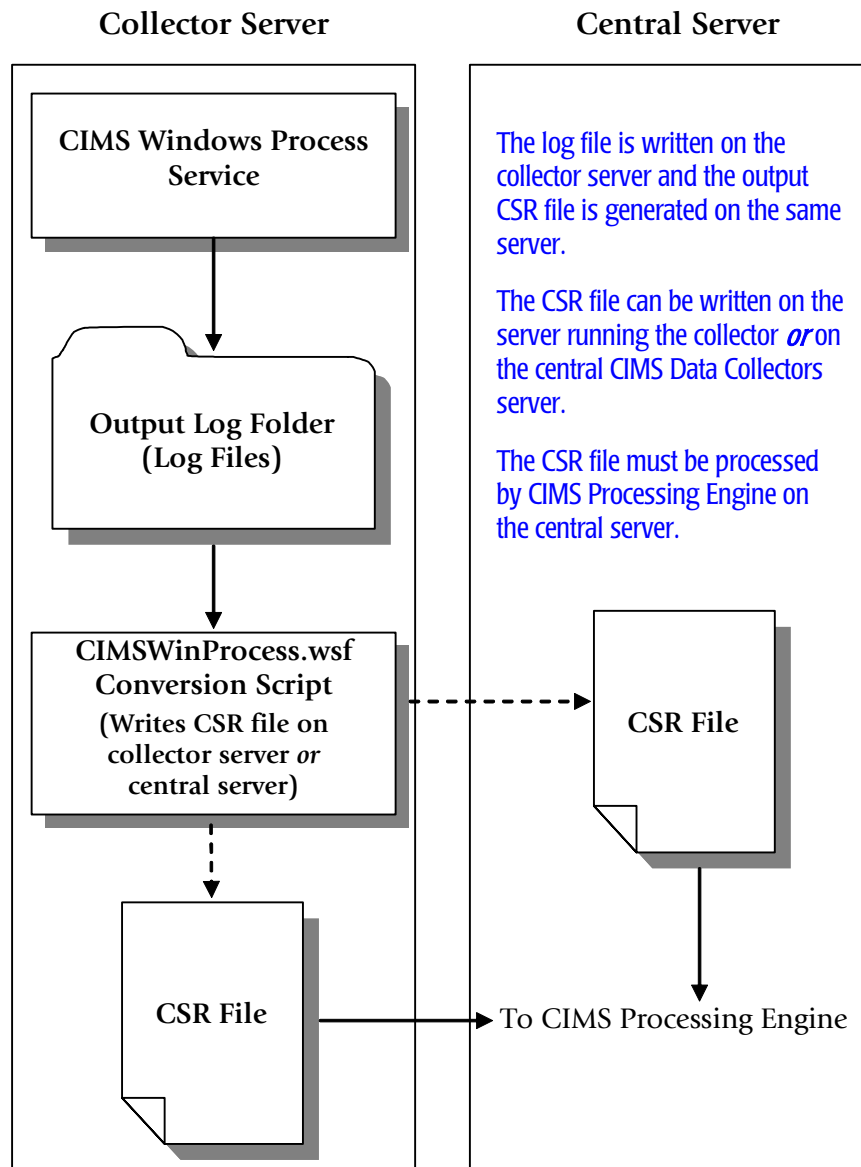 Collector Server
Central Server
CIMS Windows Process
Service
Output Log Folder
(Log Files)
CIMSWinProcess.wsf
Conversion Script
(Writes CSR file on
collector server or
central server)
CSR File
The log file is written on the
collector server and the output
CSR file is generated on the same
server.
The CSR file can be written on the
server running the collector or on
the central CIMS Data Collectors
server.
The CSR file must be processed
by CIMS Processing Engine on
the central server.
CSR File
To CIMS Processing Engine